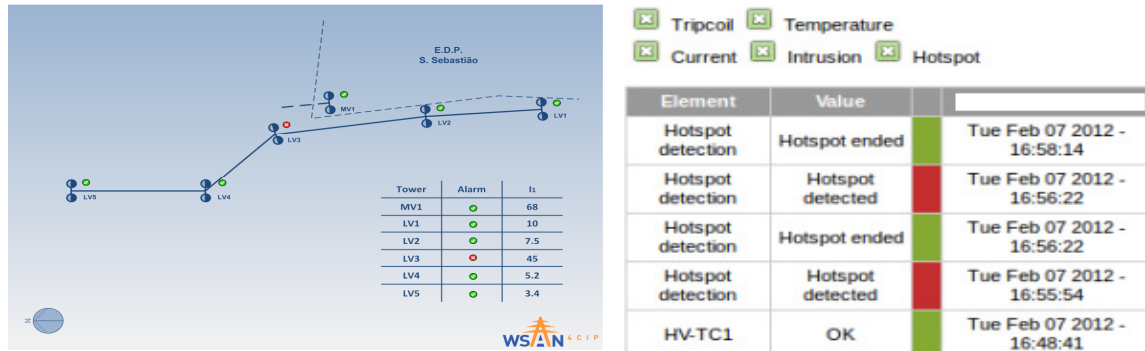 E.D.P.
S. Sebastião
MV1
LV1
LV2
LV3
LV5
LV4
Tower Alarm I₁
MV1 68
LV1 10
LV2 7.5
LV3 45
LV4 5.2
LV5 3.4
N
WSAN4CIP
Tripcoil Temperature
Current Intrusion Hotspot
Element Value
Hotspot detection Hotspot ended Tue Feb 07 2012 - 16:58:14
Hotspot detection Hotspot detected Tue Feb 07 2012 - 16:56:22
Hotspot detection Hotspot ended Tue Feb 07 2012 - 16:56:22
Hotspot detection Hotspot detected Tue Feb 07 2012 - 16:55:54
HV-TC1 OK Tue Feb 07 2012 - 16:48:41